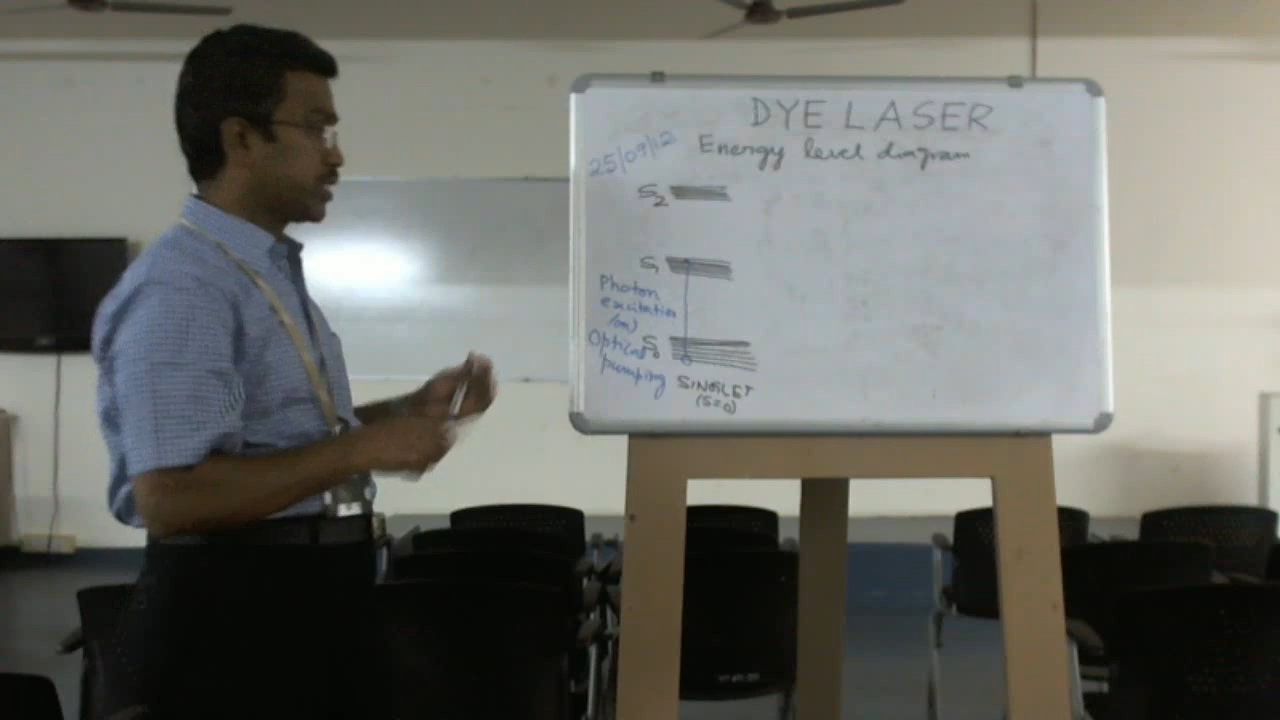 DYE LASER
25/09/12
Energy level diagram
S2
S1
Photon
excitation
(or)
Optical
pumping
S0
SINGLET
(S=0)